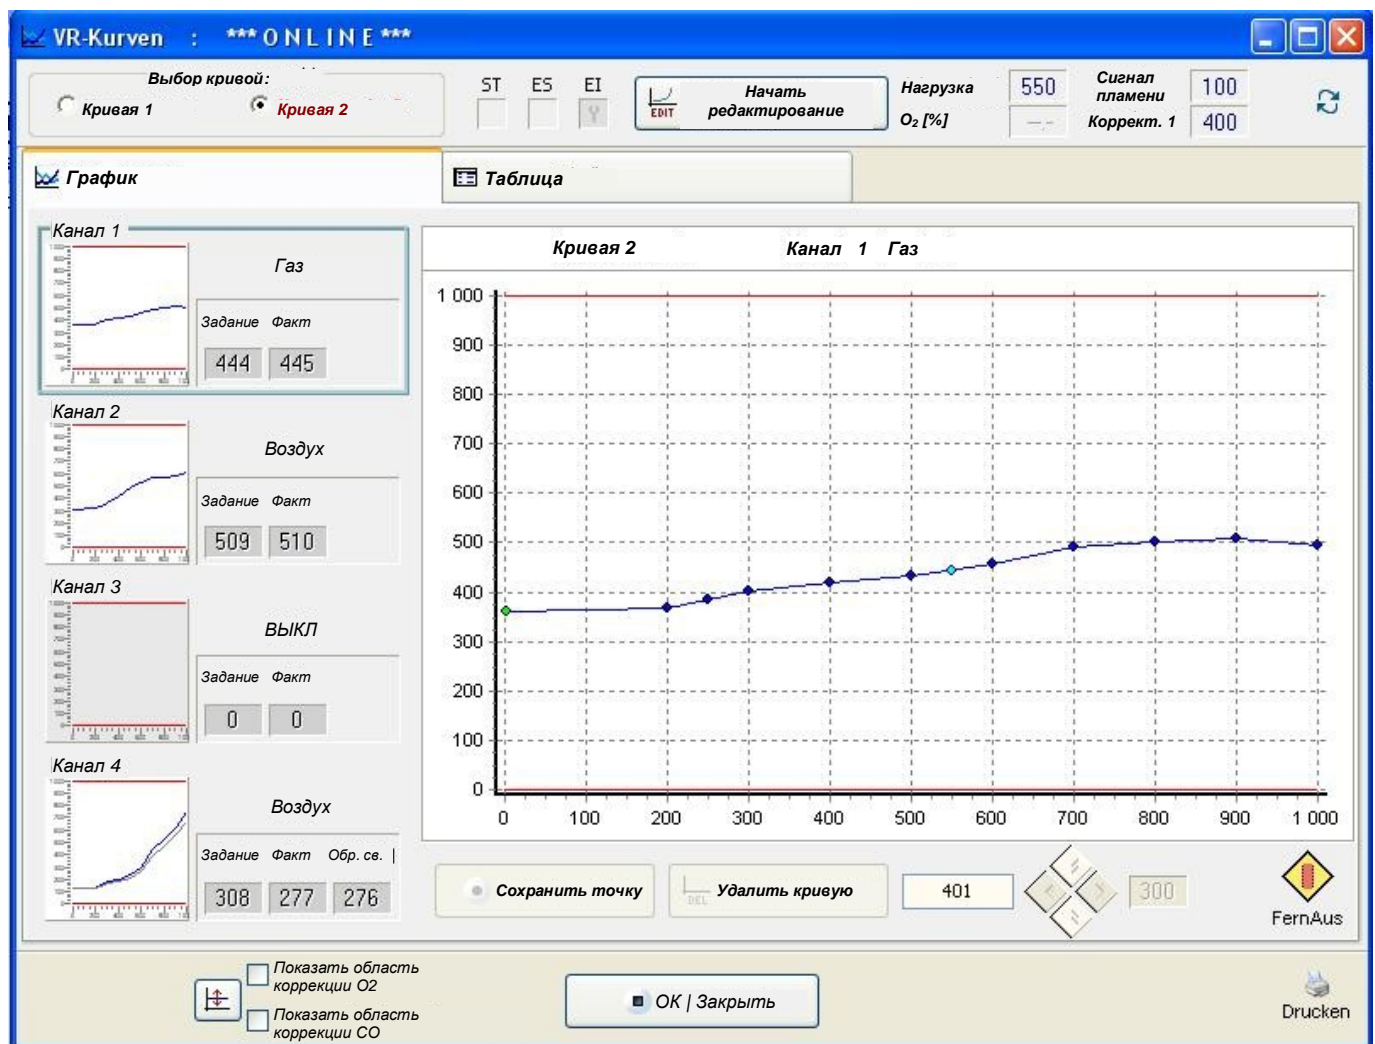 VR-Kurven : *** O N L I N E ***
Выбор кривой:
Кривая 1
Кривая 2
ST ES EI
Y
EDIT
Начать
редактирование
Нагрузка 550
O₂ [%] --.-
Сигнал
пламени 100
Коррект. 1 400
График
Таблица
Канал 1
Газ
Задание Факт
444 445
Канал 2
Воздух
Задание Факт
509 510
Канал 3
ВЫКЛ
Задание Факт
0 0
Канал 4
Воздух
Задание Факт Обр. св. |
308 277 276
Кривая 2 Канал 1 Газ
1 000
900
800
700
600
500
400
300
200
100
0
0 100 200 300 400 500 600 700 800 900 1 000
Сохранить точку
DEL
Удалить кривую
401
300
FernAus
Показать область
коррекции О2
Показать область
коррекции СО
ОК | Закрыть
Drucken